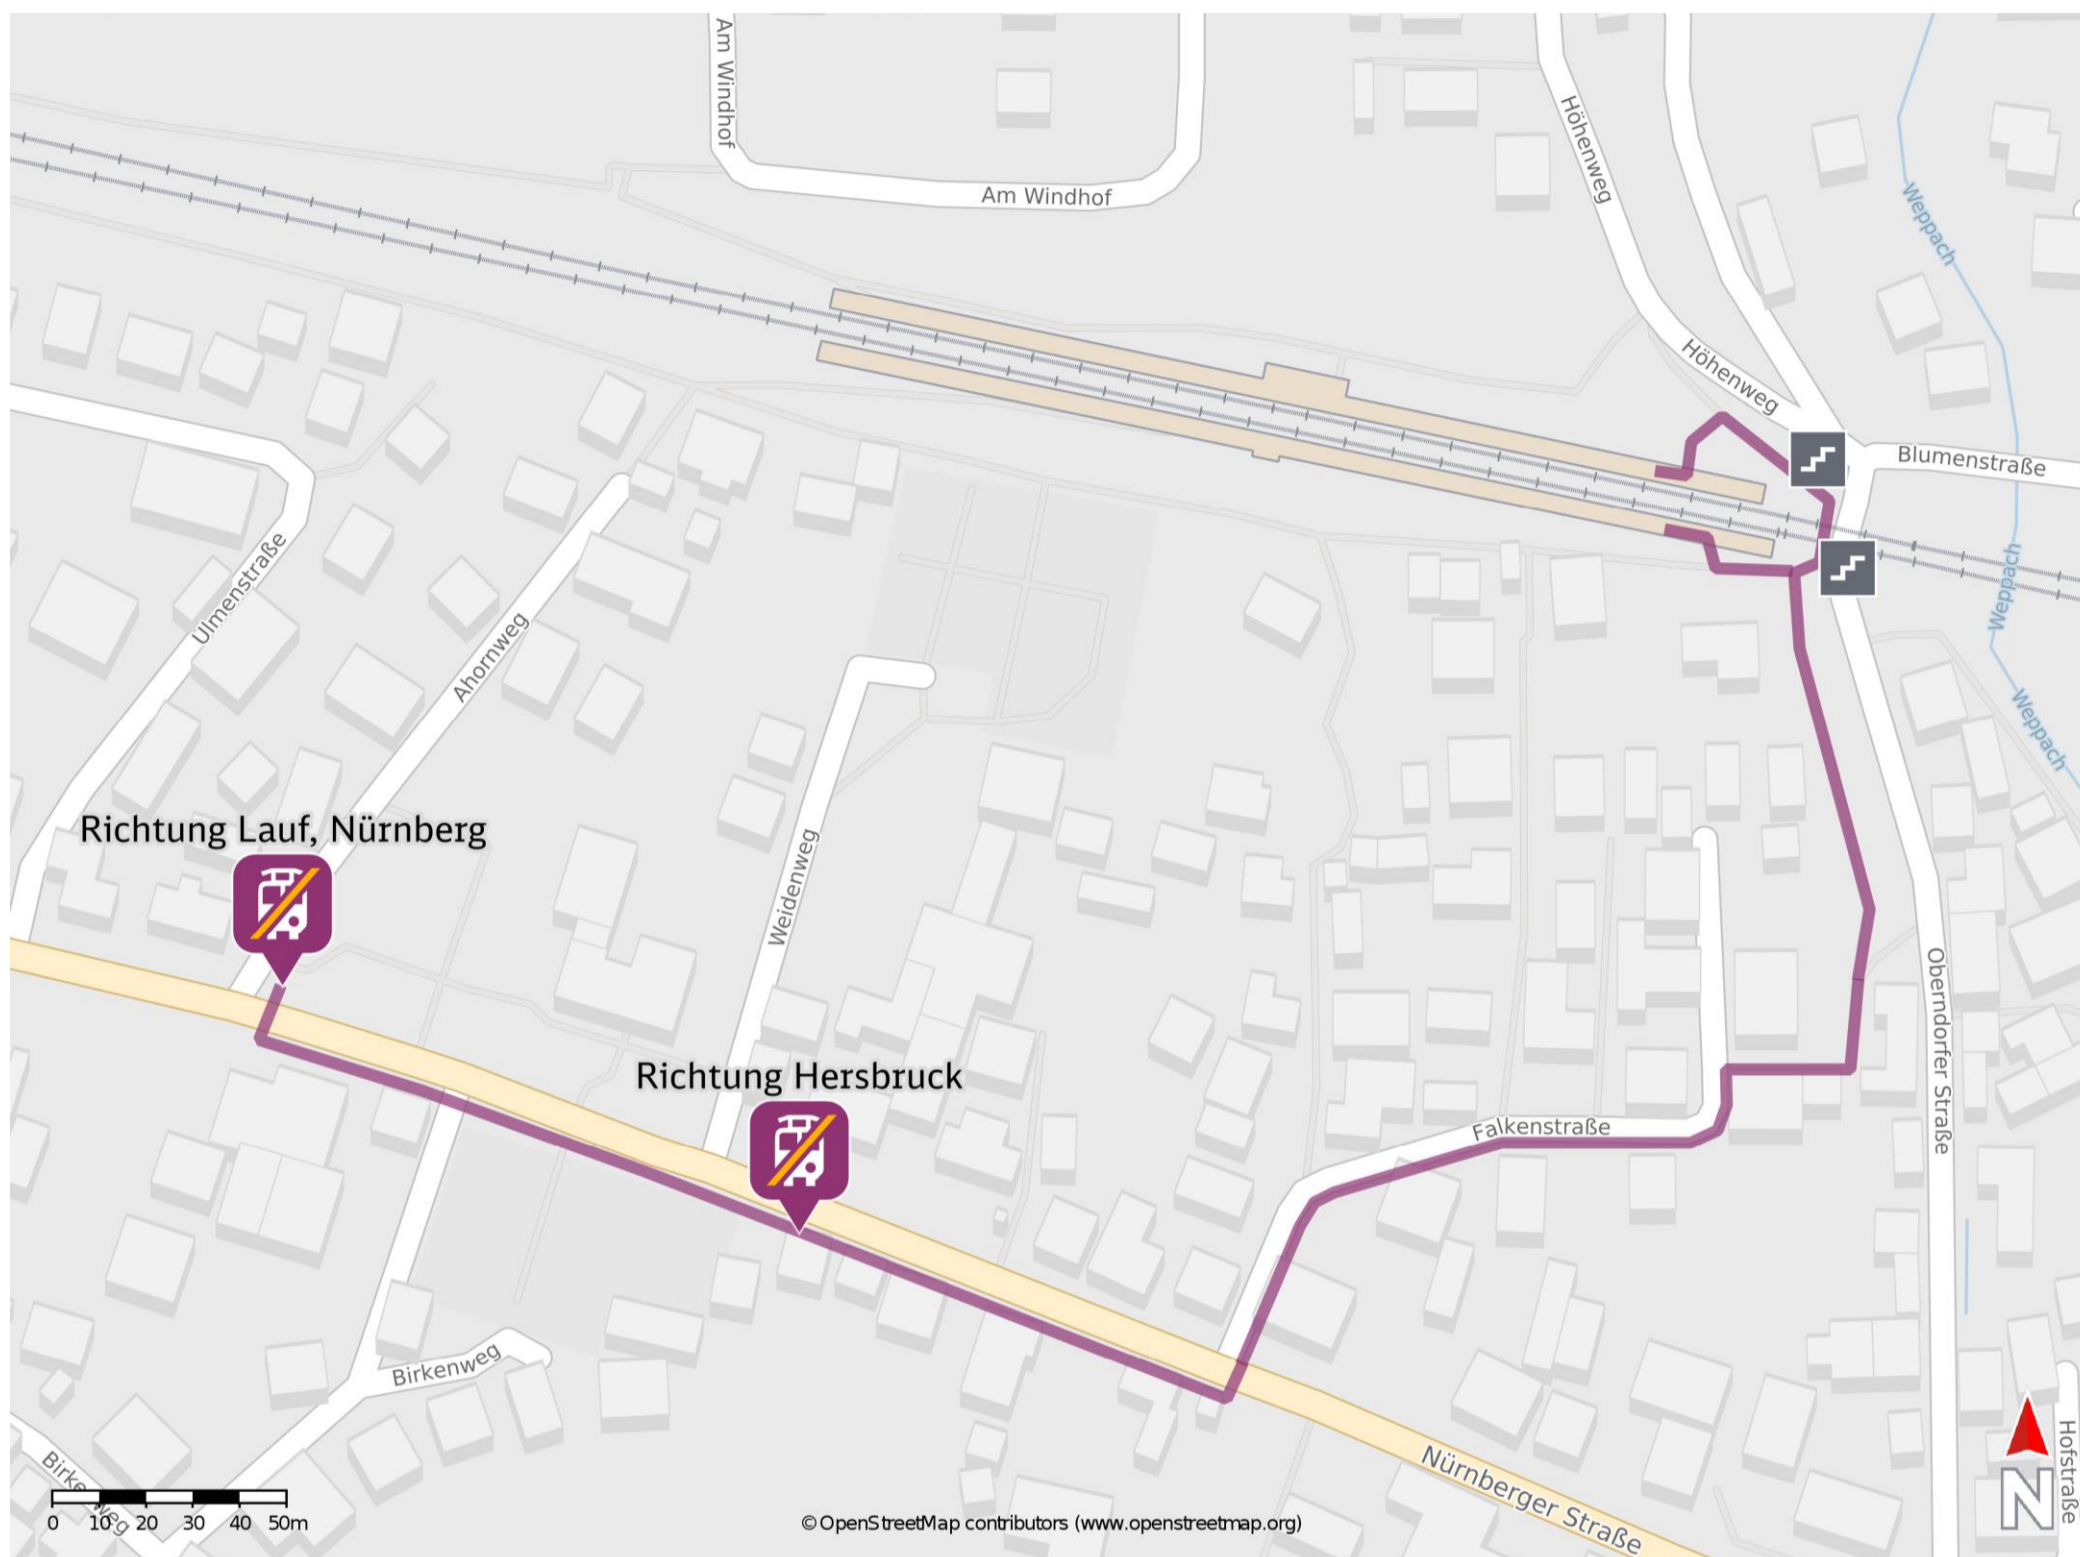 Am Windhof
Am Windhof
Höhenweg
Weppach
Höhenweg
Blumenstraße
Ulmenstraße
Ahornweg
Weppach
Weppach
Richtung Lauf, Nürnberg
Weidenweg
Oberndorfer Straße
Richtung Hersbruck
Falkenstraße
Birkenweg
Nürnberger Straße
Hofstraße
Birkenweg
N
0 10 20 30 40 50m
© OpenStreetMap contributors (www.openstreetmap.org)